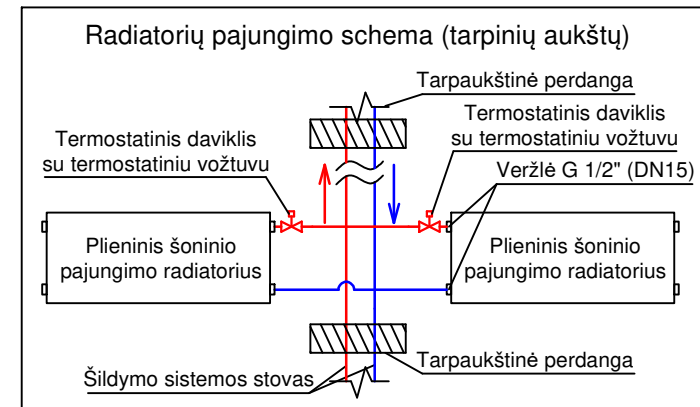 Radiatorių pajungimo schema (tarpinių aukštų)
Tarpaukštinė perdanga
Termostatinis daviklis
su termostatiniu vožtuvu
Termostatinis daviklis
su termostatiniu vožtuvu
Veržlė G 1/2" (DN15)
Plieninis šoninio
pajungimo radiatorius
Plieninis šoninio
pajungimo radiatorius
Tarpaukštinė perdanga
Šildymo sistemos stovas